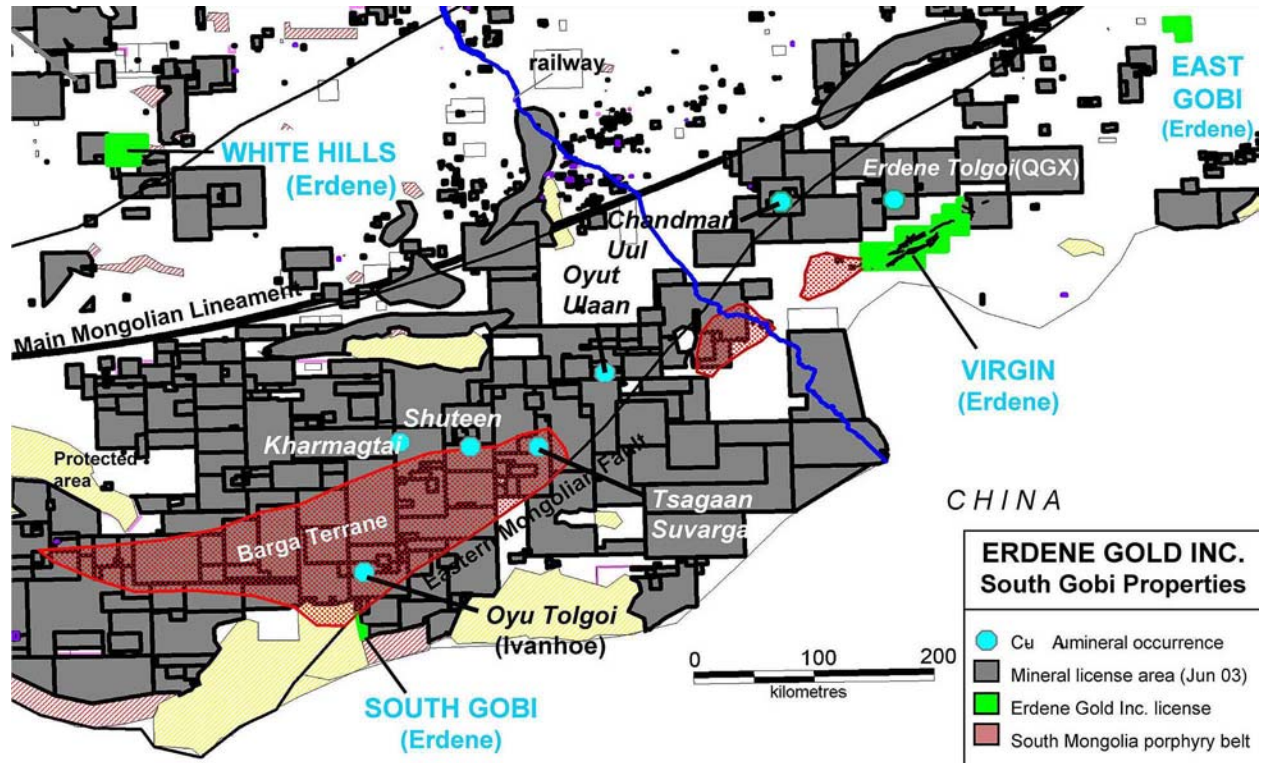 railway
EAST
GOBI
(Erdene)
WHITE HILLS
(Erdene)
Erdene Tolgoi(QGX)
Chandman
Uul
Oyut
Ulaan
Main Mongolian Lineament
VIRGIN
(Erdene)
Shuteen
Kharmagtai
Protected
area
Eastern Mongolian Fault
Tsagaan
Suvarga
Barga Terrane
CHINA
Oyu Tolgoi
(Ivanhoe)
SOUTH GOBI
(Erdene)
0 100 200
kilometres
ERDENE GOLD INC.
South Gobi Properties
Cu Aumineral occurrence
Mineral license area (Jun 03)
Erdene Gold Inc. license
South Mongolia porphyry belt